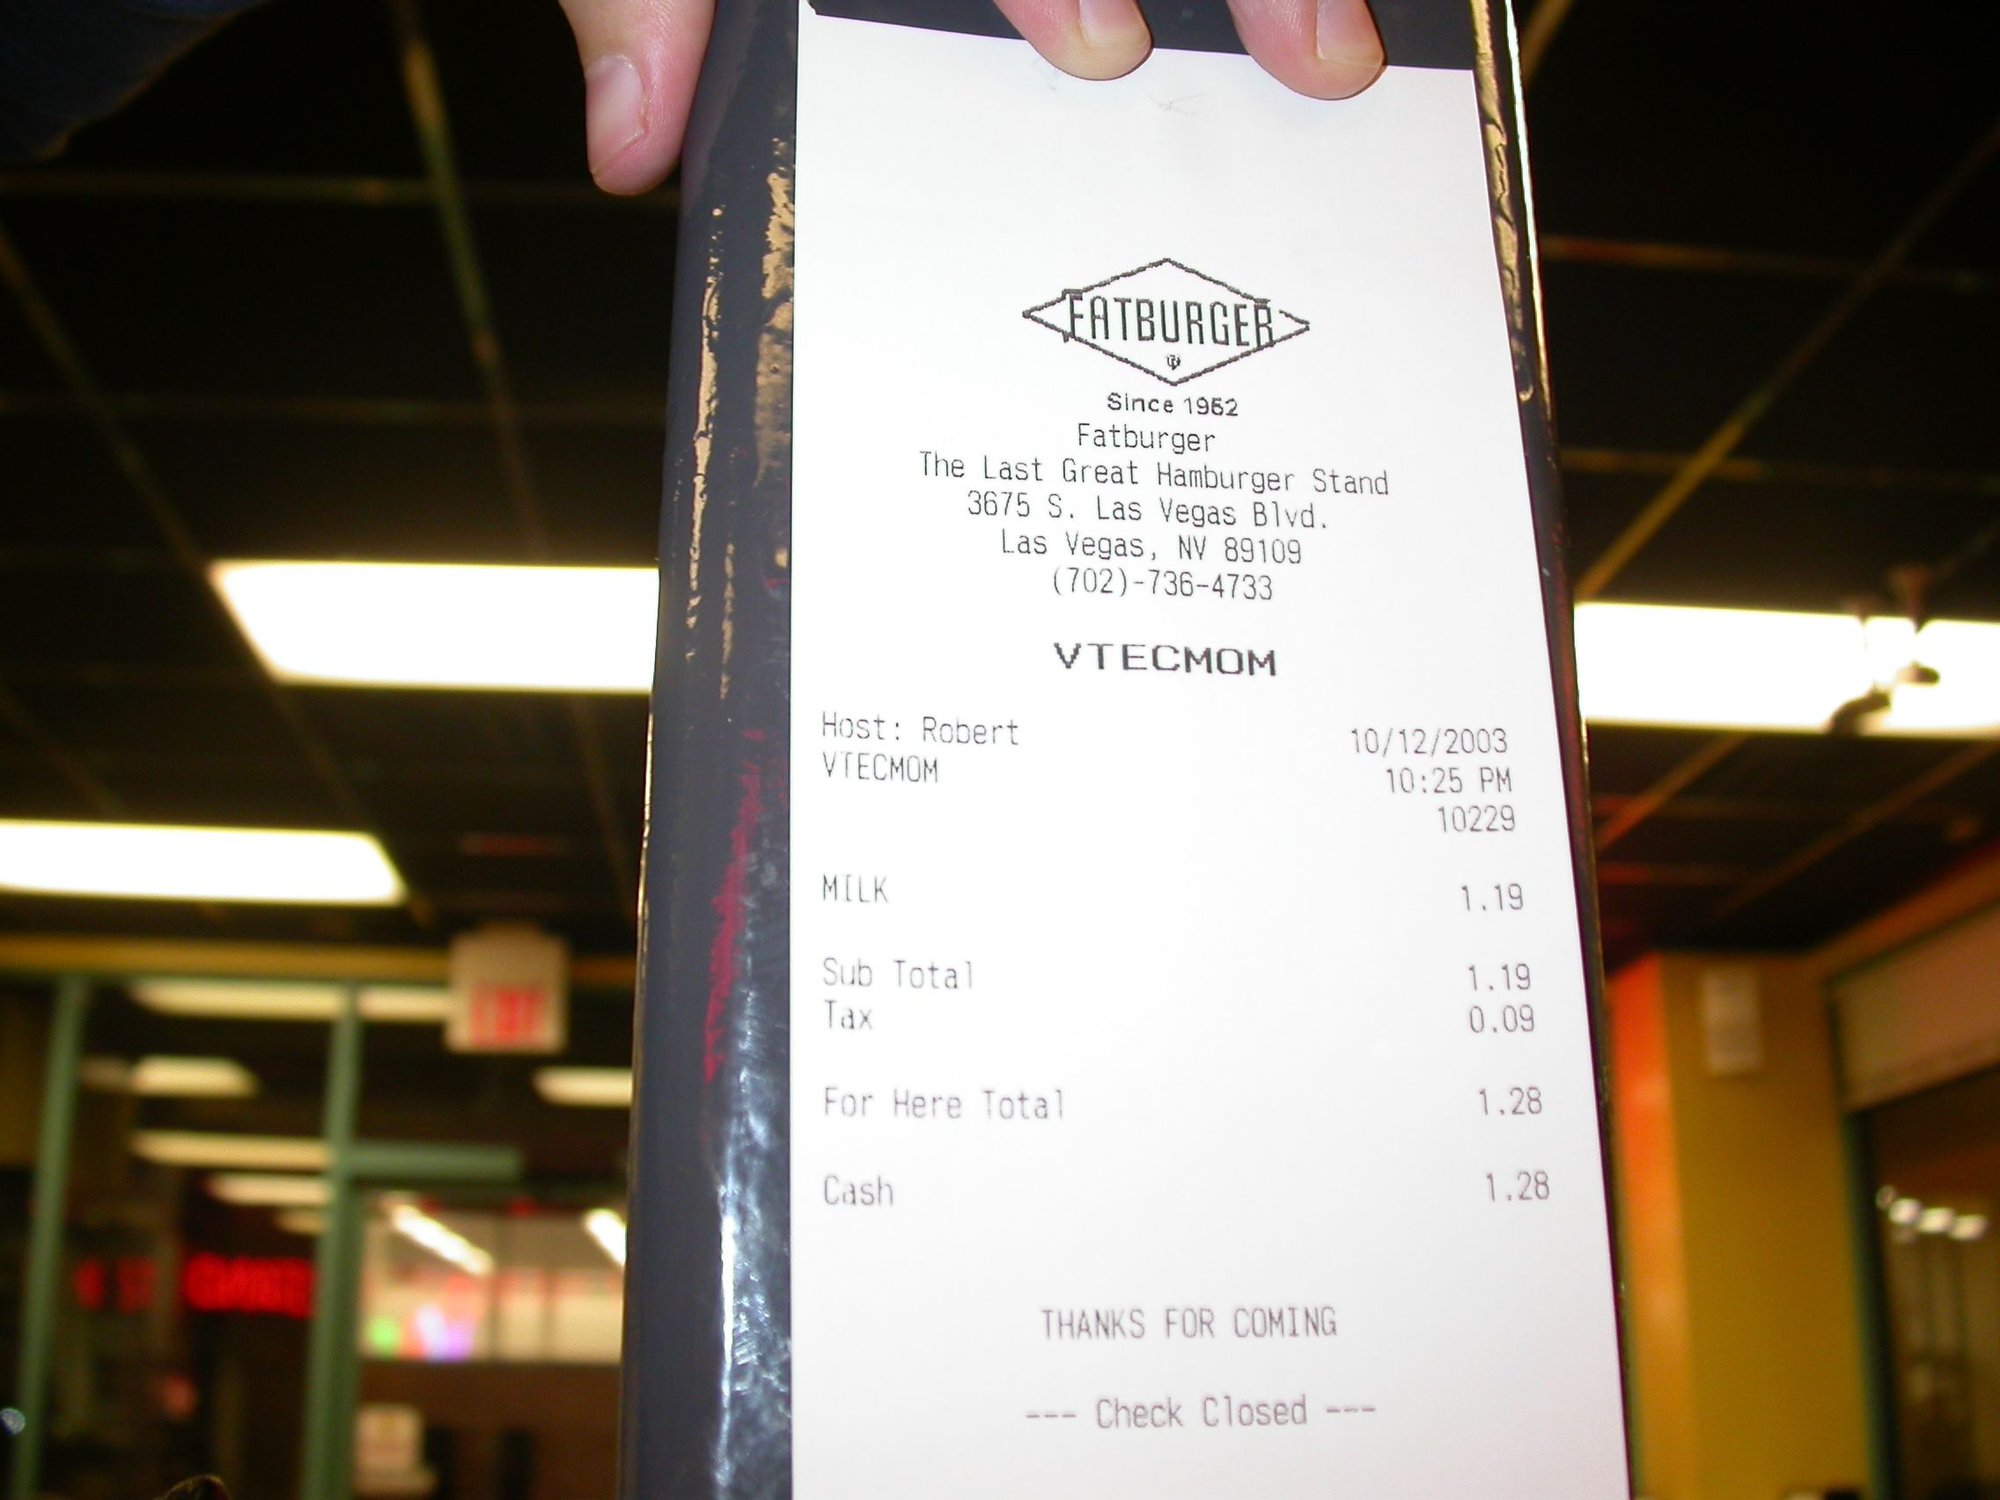 FATBURGER
Since 1952
Fatburger
The Last Great Hamburger Stand
3675 S. Las Vegas Blvd.
Las Vegas, NV 89109
(702)-736-4733
VTECMOM
Host: Robert 10/12/2003
VTECMOM 10:25 PM
10229
MILK 1.19
Sub Total 1.19
Tax 0.09
For Here Total 1.28
Cash 1.28
THANKS FOR COMING
--- Check Closed ---
EXIT